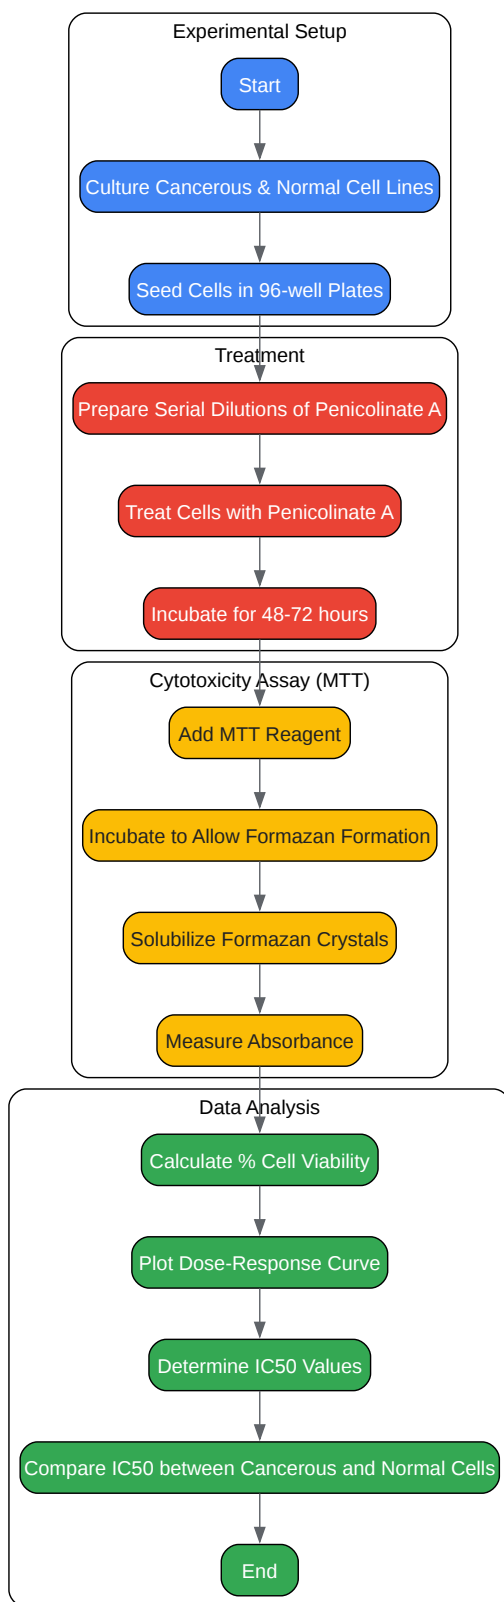 Experimental Setup
Start
Culture Cancerous & Normal Cell Lines
Seed Cells in 96-well Plates
Treatment
Prepare Serial Dilutions of Penicolinate A
Treat Cells with Penicolinate A
Incubate for 48-72 hours
Cytotoxicity Assay (MTT)
Add MTT Reagent
Incubate to Allow Formazan Formation
Solubilize Formazan Crystals
Measure Absorbance
Data Analysis
Calculate % Cell Viability
Plot Dose-Response Curve
Determine IC50 Values
Compare IC50 between Cancerous and Normal Cells
End